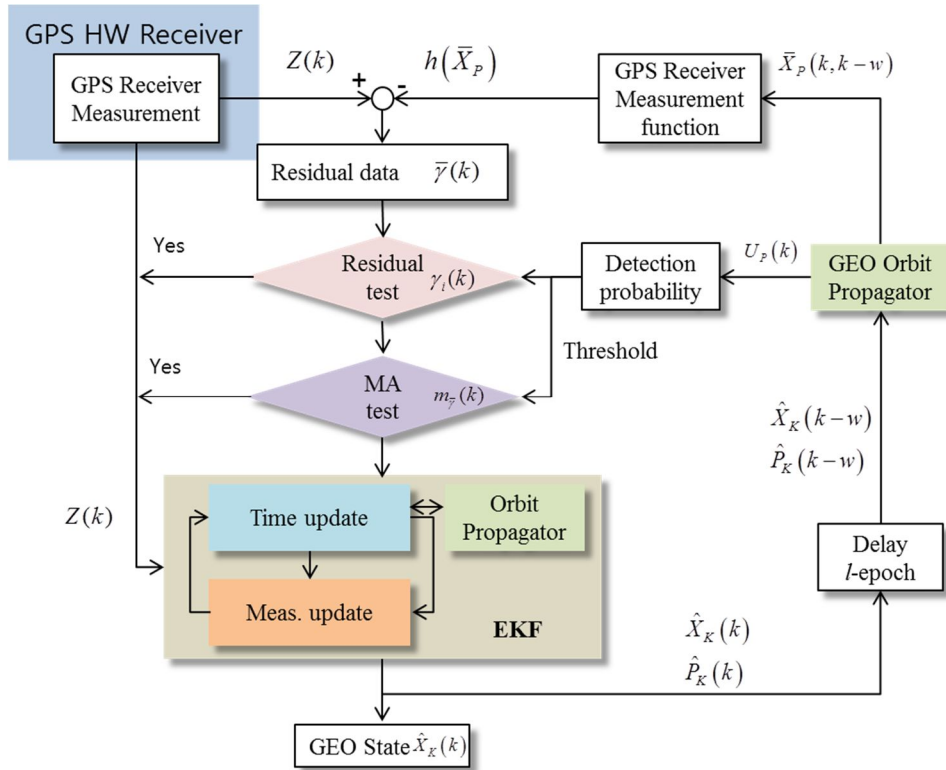 GPS HW Receiver
GPS Receiver
Measurement
Z(k)
+
-
h(X̄_P)
GPS Receiver
Measurement
function
X̄_P(k,k−w)
Residual data γ̄(k)
Yes
Residual
test
γ_i(k)
Detection
probability
U_P(k)
GEO Orbit
Propagator
Threshold
Yes
MA
test
m_γ̄(k)
X̂_K(k−w)
P̂_K(k−w)
Z(k)
Time update
Orbit
Propagator
Meas. update
EKF
Delay
l-epoch
X̂_K(k)
P̂_K(k)
GEO State X̂_K(k)